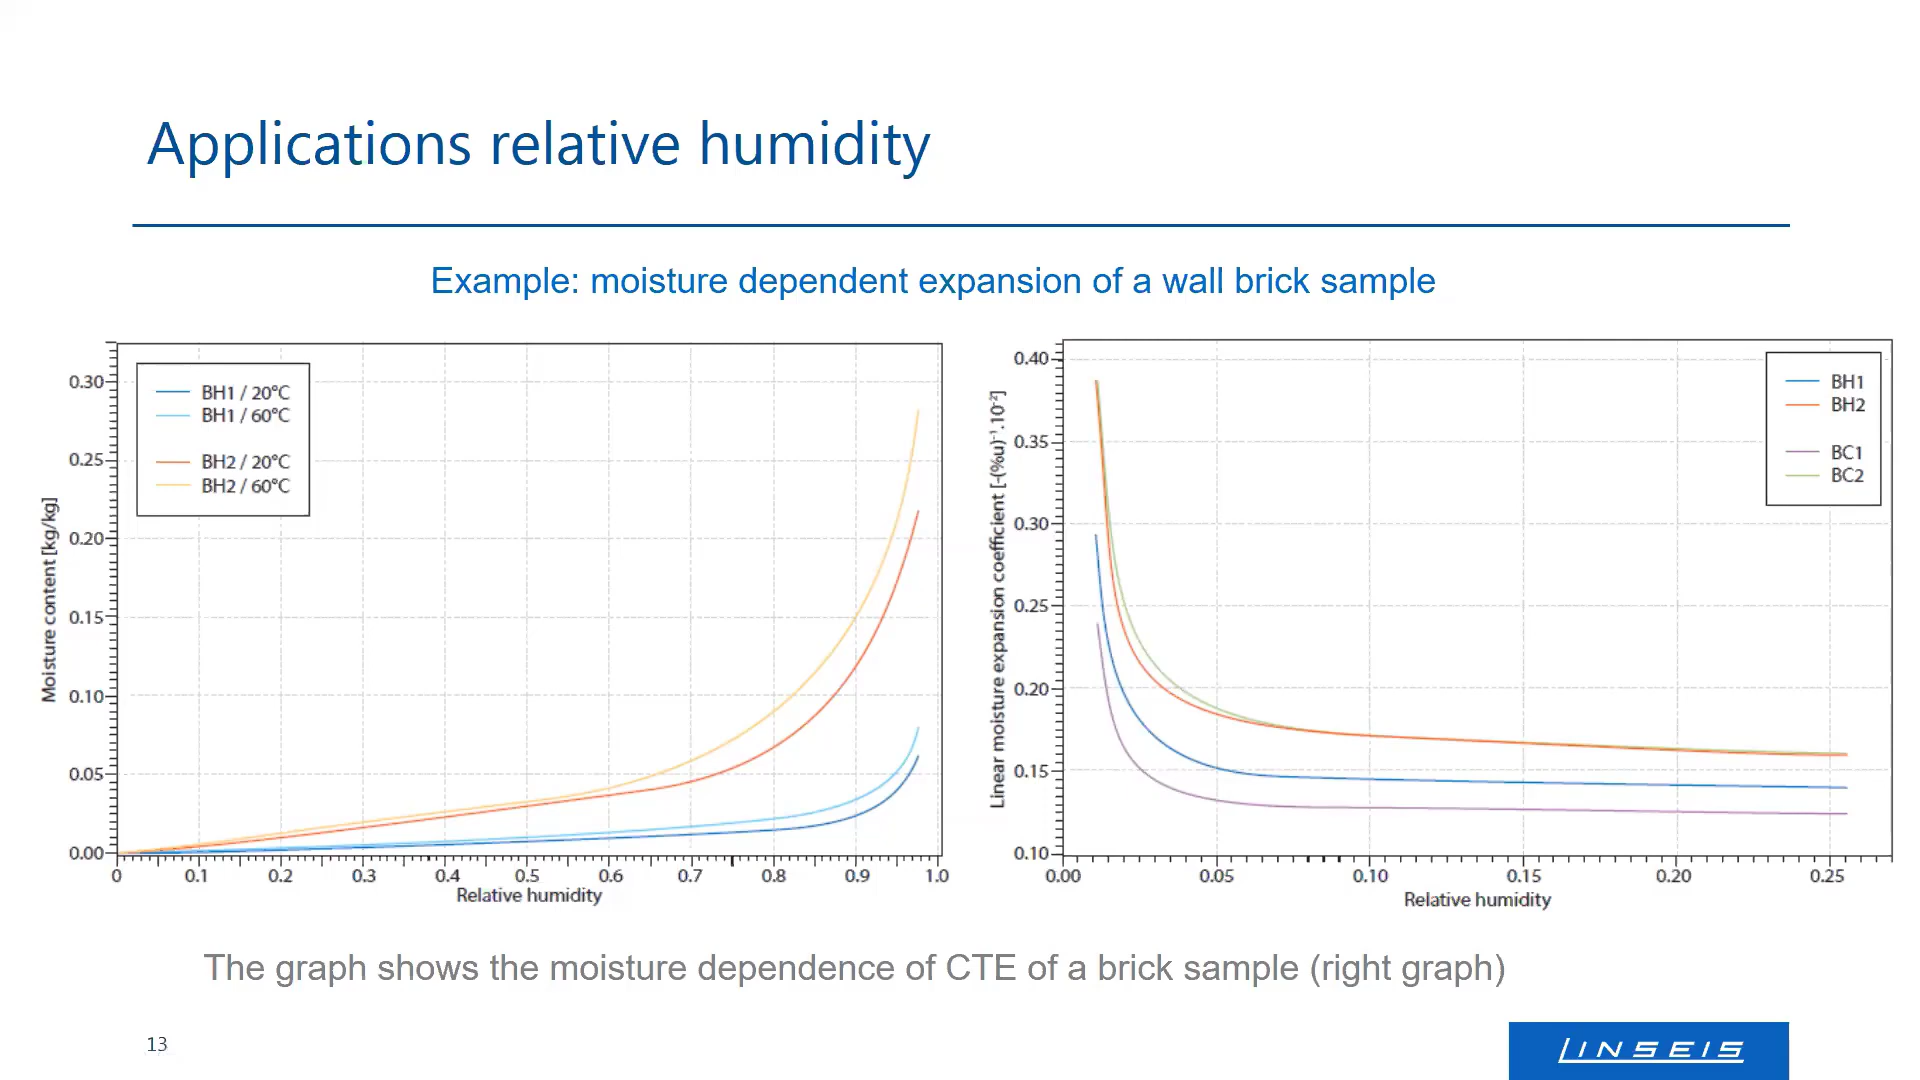 Applications relative humidity
Example: moisture dependent expansion of a wall brick sample
Moisture content [kg/kg]
0.30
0.25
0.20
0.15
0.10
0.05
0.00
BH1 / 20°C
BH1 / 60°C
BH2 / 20°C
BH2 / 60°C
0 0.1 0.2 0.3 0.4 0.5 0.6 0.7 0.8 0.9 1.0
Relative humidity
Linear moisture expansion coefficient [-(%u)⁻¹.10⁻²]
0.40
0.35
0.30
0.25
0.20
0.15
0.10
BH1
BH2
BC1
BC2
0.00 0.05 0.10 0.15 0.20 0.25
Relative humidity
The graph shows the moisture dependence of CTE of a brick sample (right graph)
13
LINSEIS